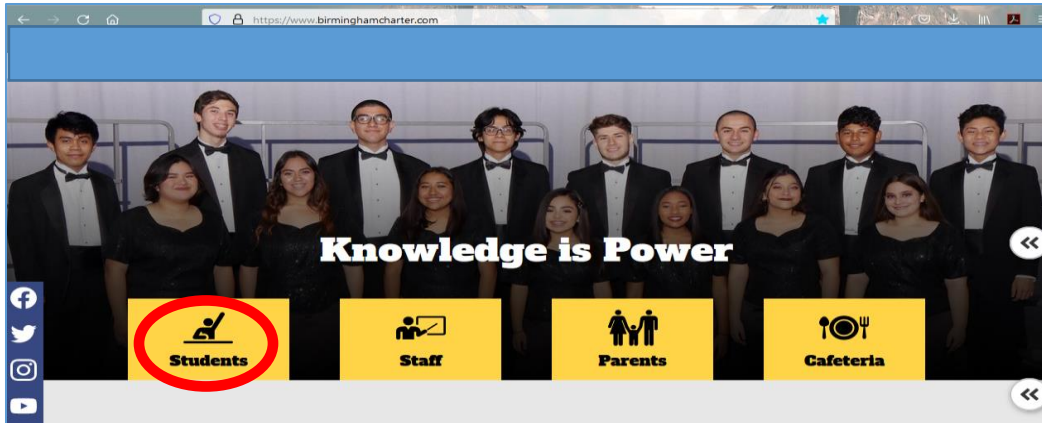 https://www.birminghamcharter.com
Knowledge is Power
Students
Staff
Parents
Cafeteria